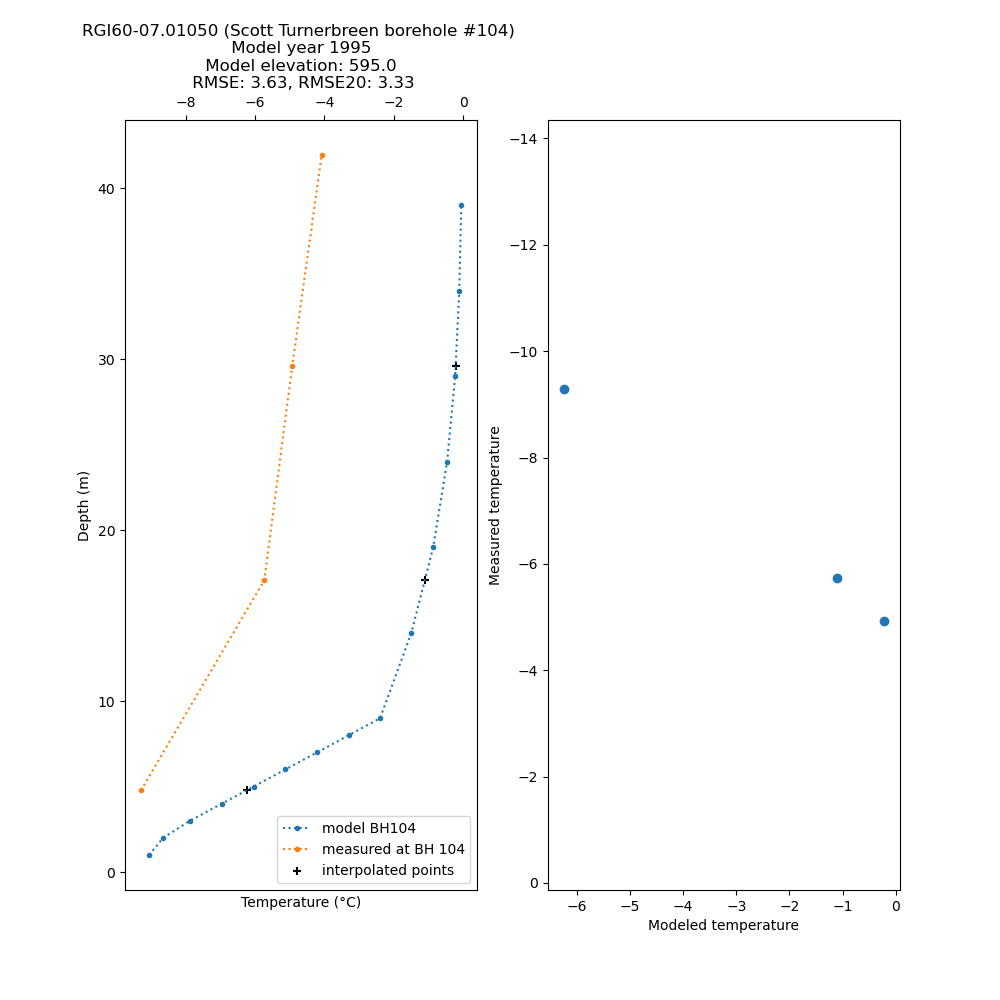 RGI60-07.01050 (Scott Turnerbreen borehole #104)
Model year 1995
Model elevation: 595.0
RMSE: 3.63, RMSE20: 3.33
−8 −6 −4 −2 0
40
30
20
10
0
Depth (m)
Temperature (°C)
model BH104
measured at BH 104
interpolated points
−14
−12
−10
−8
−6
−4
−2
0
Measured temperature
−6 −5 −4 −3 −2 −1 0
Modeled temperature